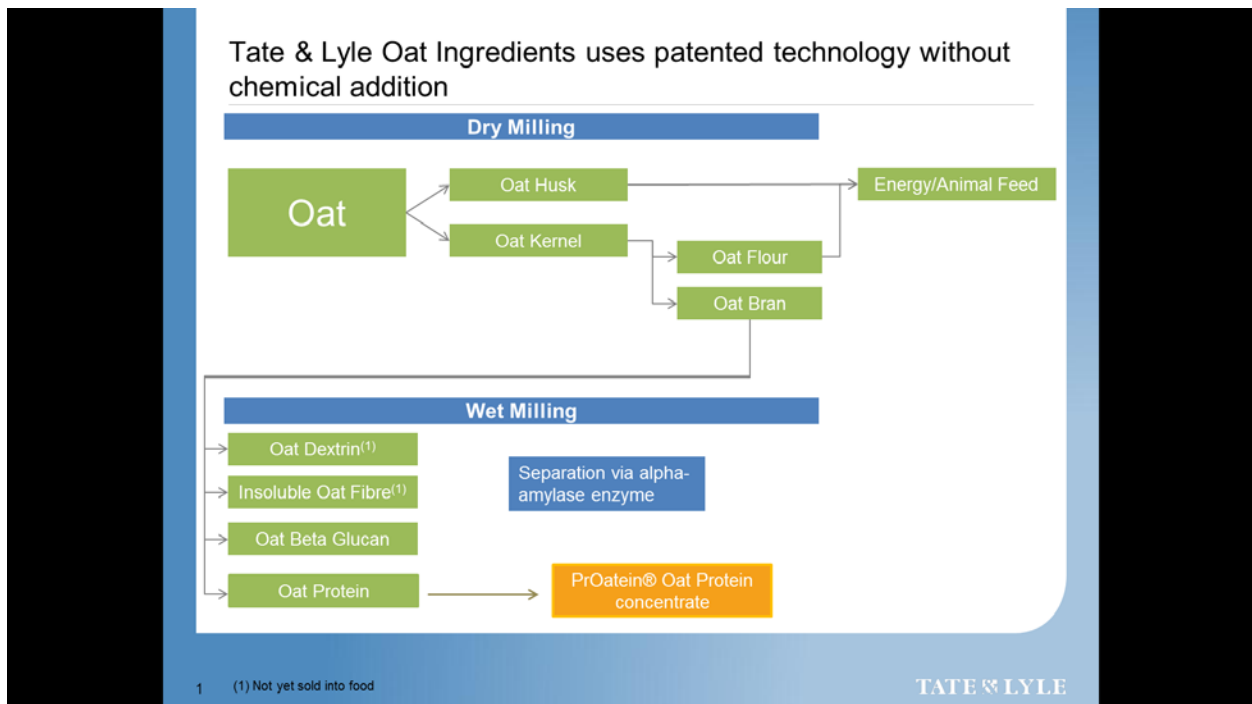 Tate & Lyle Oat Ingredients uses patented technology without
chemical addition
Dry Milling
Oat
Oat Husk
Energy/Animal Feed
Oat Kernel
Oat Flour
Oat Bran
Wet Milling
Oat Dextrin(1)
Separation via alpha-
amylase enzyme
Insoluble Oat Fibre(1)
Oat Beta Glucan
Oat Protein
PrOatein® Oat Protein
concentrate
1 (1) Not yet sold into food
TATE & LYLE